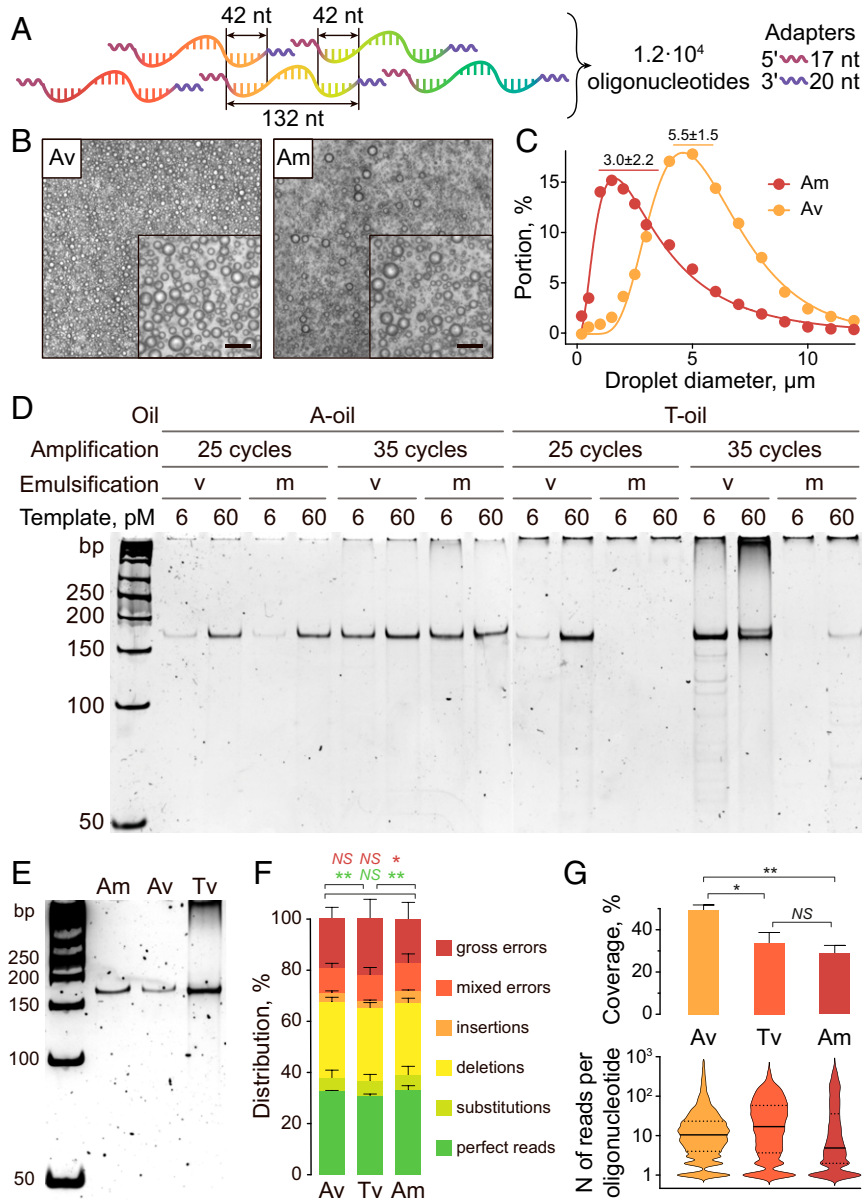 A
42 nt 42 nt
132 nt
1.2·10⁴
oligonucleotides
Adapters
5' 17 nt
3' 20 nt
B
Av
Am
C
3.0±2.2
5.5±1.5
Am
Av
Portion, %
15
10
5
0
0 5 10
Droplet diameter, µm
D
Oil A-oil T-oil
Amplification 25 cycles 35 cycles 25 cycles 35 cycles
Emulsification v m v m v m v m
Template, pM 6 60 6 60 6 60 6 60 6 60 6 60 6 60 6 60
bp
250
200
150
100
50
E
Am Av Tv
bp
250
200
150
100
50
F
NS NS *
** NS **
Distribution, %
100
80
60
40
20
0
Av Tv Am
gross errors
mixed errors
insertions
deletions
substitutions
perfect reads
G
**
*
NS
Coverage, %
40
20
0
Av Tv Am
N of reads per
oligonucleotide
10³
10²
10
1